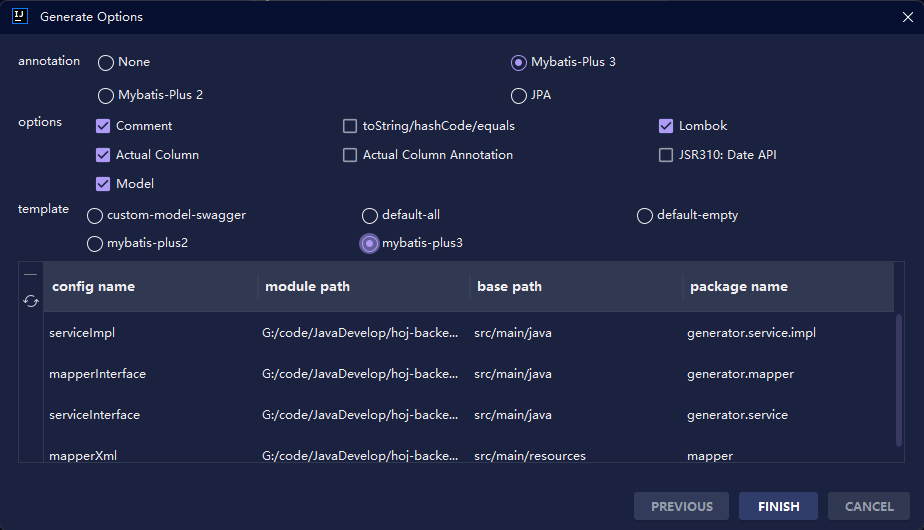 IJ Generate Options
annotation None Mybatis-Plus 3
Mybatis-Plus 2 JPA
options Comment toString/hashCode/equals Lombok
Actual Column Actual Column Annotation JSR310: Date API
Model
template custom-model-swagger default-all default-empty
mybatis-plus2 mybatis-plus3
config name module path base path package name
serviceImpl G:/code/JavaDevelop/hoj-backe... src/main/java generator.service.impl
mapperInterface G:/code/JavaDevelop/hoj-backe... src/main/java generator.mapper
serviceInterface G:/code/JavaDevelop/hoj-backe... src/main/java generator.service
mapperXml G:/code/JavaDevelop/hoj-backe... src/main/resources mapper
PREVIOUS FINISH CANCEL